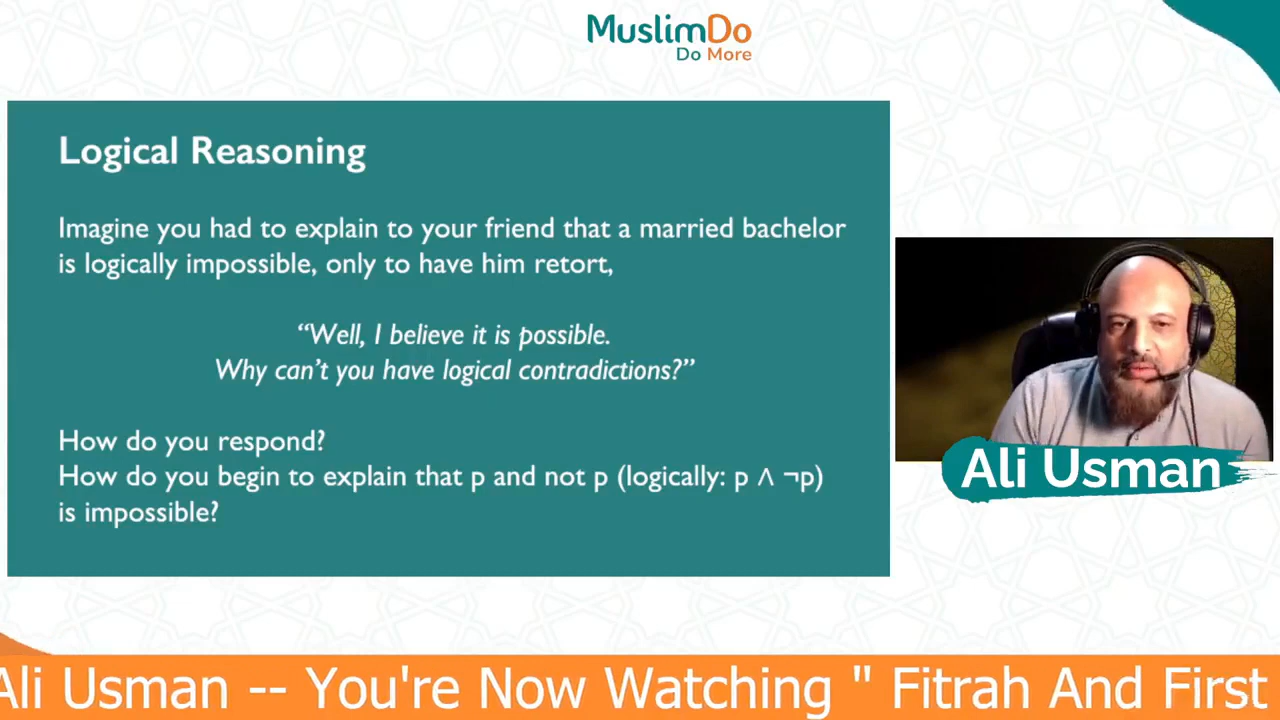 MuslimDo
Do More
Logical Reasoning
Imagine you had to explain to your friend that a married bachelor
is logically impossible, only to have him retort,
“Well, I believe it is possible.
Why can’t you have logical contradictions?”
How do you respond?
How do you begin to explain that p and not p (logically: p ∧ ¬p)
is impossible?
Ali Usman
Ali Usman -- You're Now Watching " Fitrah And First